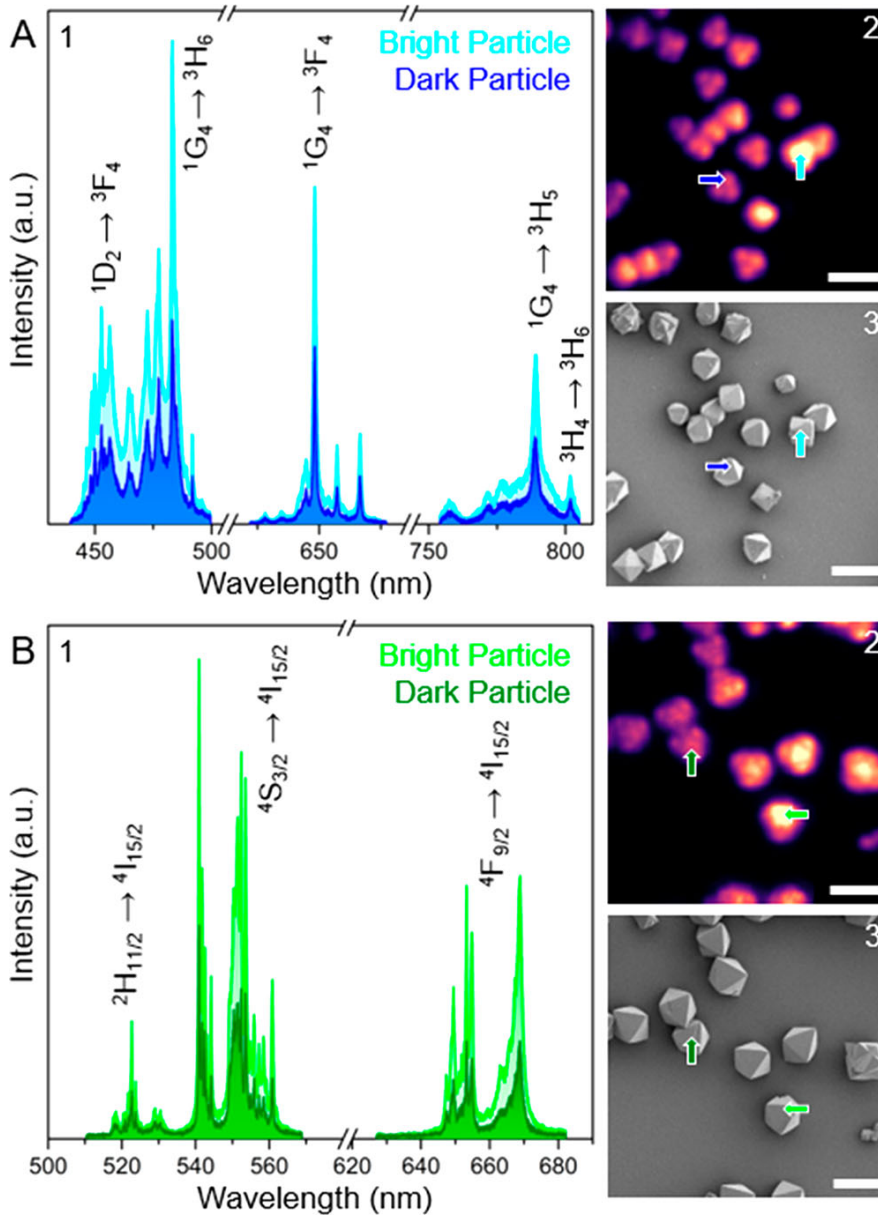 A
1
Bright Particle
Dark Particle
¹D₂ → ³F₄
¹G₄ → ³H₆
¹G₄ → ³F₄
¹G₄ → ³H₅
³H₄ → ³H₆
Intensity (a.u.)
450 500 650 750 800
Wavelength (nm)
2
3
B
1
Bright Particle
Dark Particle
²H₁₁/₂ → ⁴I₁₅/₂
⁴S₃/₂ → ⁴I₁₅/₂
⁴F₉/₂ → ⁴I₁₅/₂
Intensity (a.u.)
500 520 540 560 620 640 660 680
Wavelength (nm)
2
3